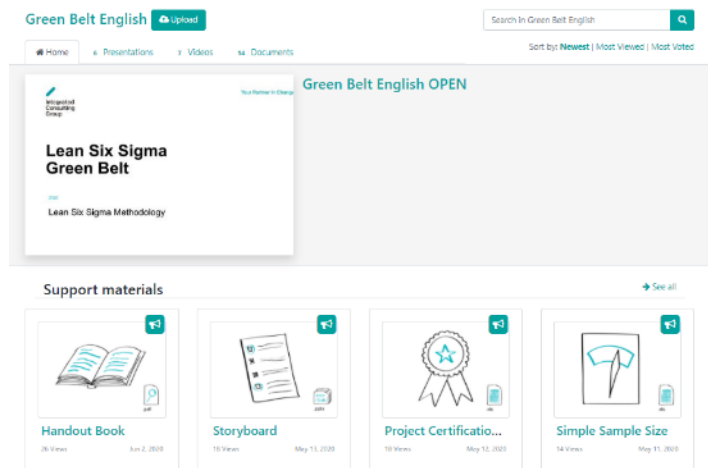 Green Belt English
Upload
Search in Green Belt English
Home
6 Presentations
7 Videos
14 Documents
Sort by: Newest | Most Viewed | Most Voted
Integrated
Consulting
Group
Your Partner in Change
Green Belt English OPEN
Lean Six Sigma
Green Belt
Lean Six Sigma Methodology
Support materials
See all
pdf
xls
xls
Handout Book
Storyboard
Project Certificatio...
Simple Sample Size
26 Views
Jun 2, 2020
16 Views
May 13, 2020
18 Views
May 12, 2020
14 Views
May 11, 2020